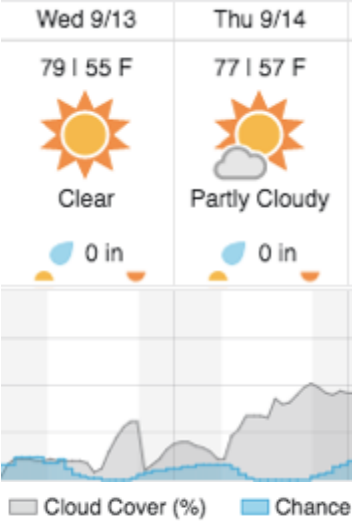 Wed 9/13 Thu 9/14
79 | 55 F 77 | 57 F
Clear Partly Cloudy
0 in 0 in
Cloud Cover (%) Chance